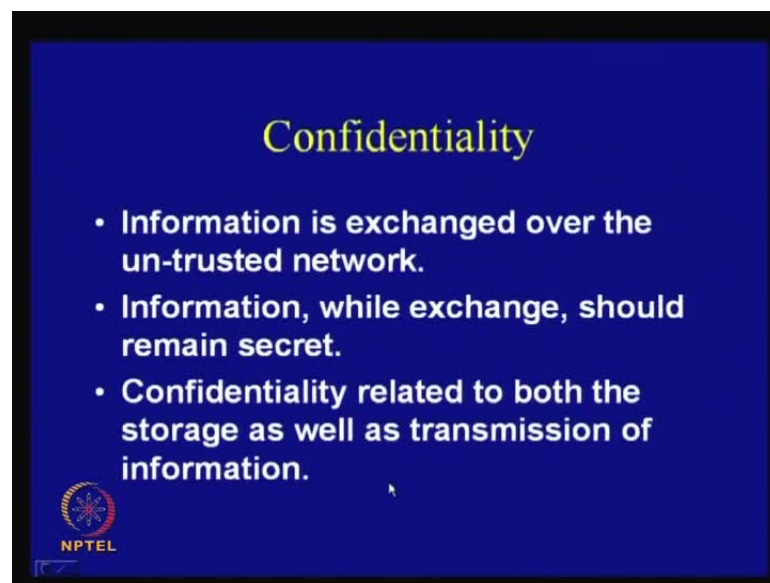 Confidentiality
• Information is exchanged over the
un-trusted network.
• Information, while exchange, should
remain secret.
• Confidentiality related to both the
storage as well as transmission of
information.
NPTEL